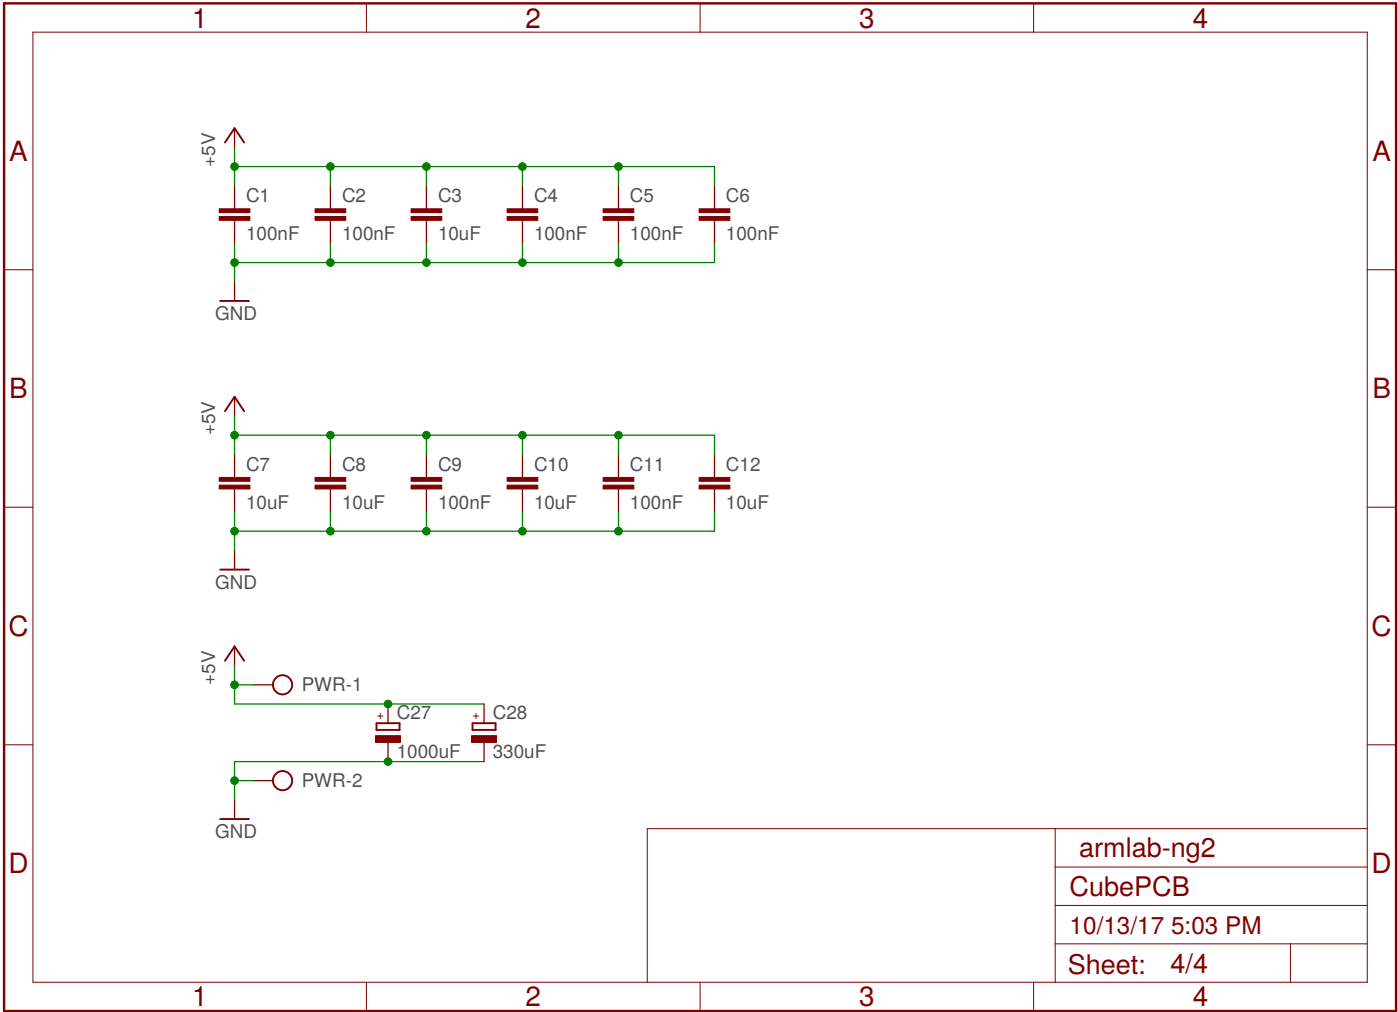 1 2 3 4
A A
+5V
C1 C2 C3 C4 C5 C6
100nF 100nF 10uF 100nF 100nF 100nF
GND
B B
+5V
C7 C8 C9 C10 C11 C12
10uF 10uF 100nF 10uF 100nF 10uF
GND
C C
+5V
PWR-1
+ C27 + C28
1000uF 330uF
PWR-2
GND
D D
armlab-ng2
CubePCB
10/13/17 5:03 PM
Sheet: 4/4
1 2 3 4